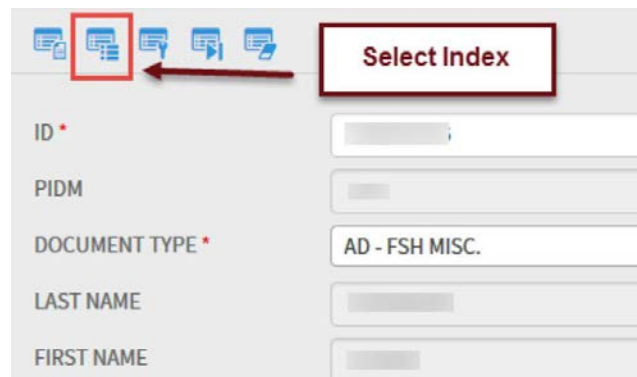 Select Index
ID *
PIDM
DOCUMENT TYPE *
AD - FSH MISC.
LAST NAME
FIRST NAME